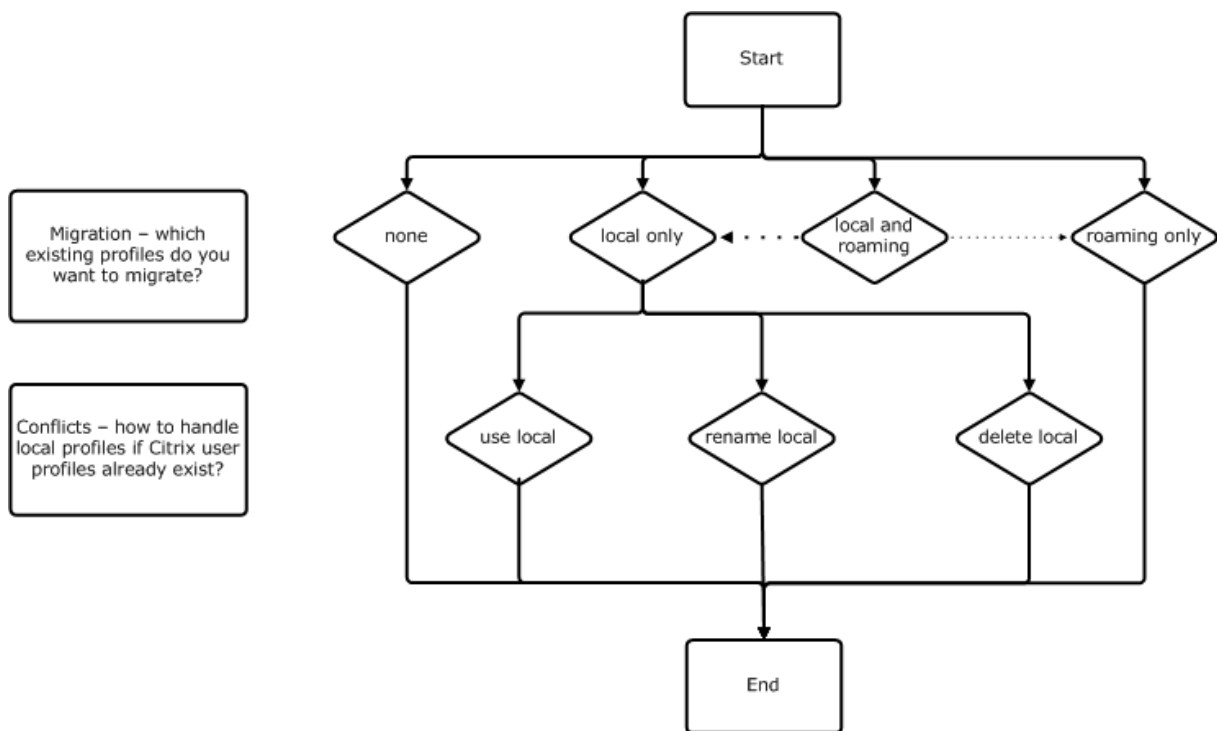 Start
Migration – which
existing profiles do you
want to migrate?
none
local only
local and
roaming
roaming only
Conflicts – how to handle
local profiles if Citrix user
profiles already exist?
use local
rename local
delete local
End